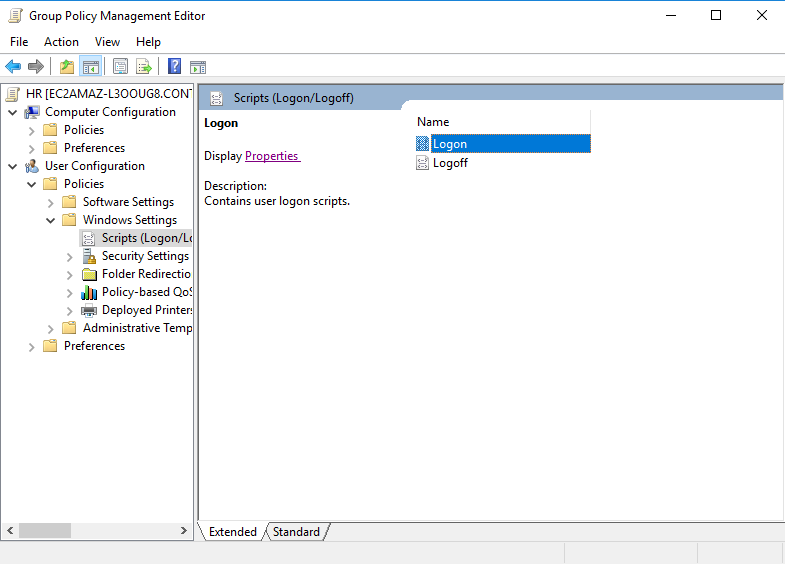 Group Policy Management Editor
File Action View Help
HR [EC2AMAZ-L3OOUG8.CONT
Computer Configuration
Policies
Preferences
User Configuration
Policies
Software Settings
Windows Settings
Scripts (Logon/Lo
Security Settings
Folder Redirectio
Policy-based QoS
Deployed Printers
Administrative Temp
Preferences
Scripts (Logon/Logoff)
Logon
Display Properties
Description:
Contains user logon scripts.
Name
Logon
Logoff
Extended Standard